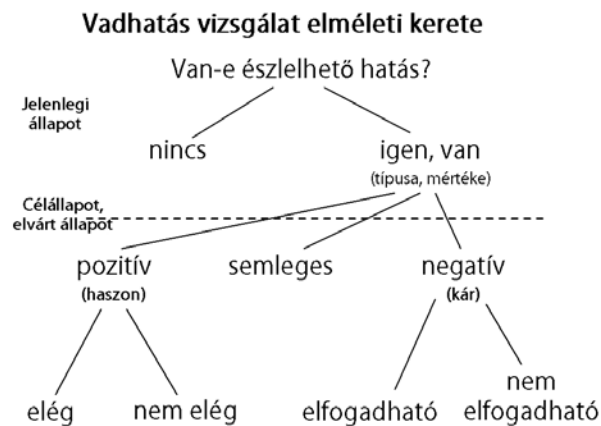 Vadhatás vizsgálat elméleti kerete
Van-e észlelhető hatás?
Jelenlegi
állapot
nincs
igen, van
(típusa, mértéke)
Célállapot,
elvárt állapot
pozitív
(haszon)
semleges
negatív
(kár)
elég
nem elég
elfogadható
nem
elfogadható